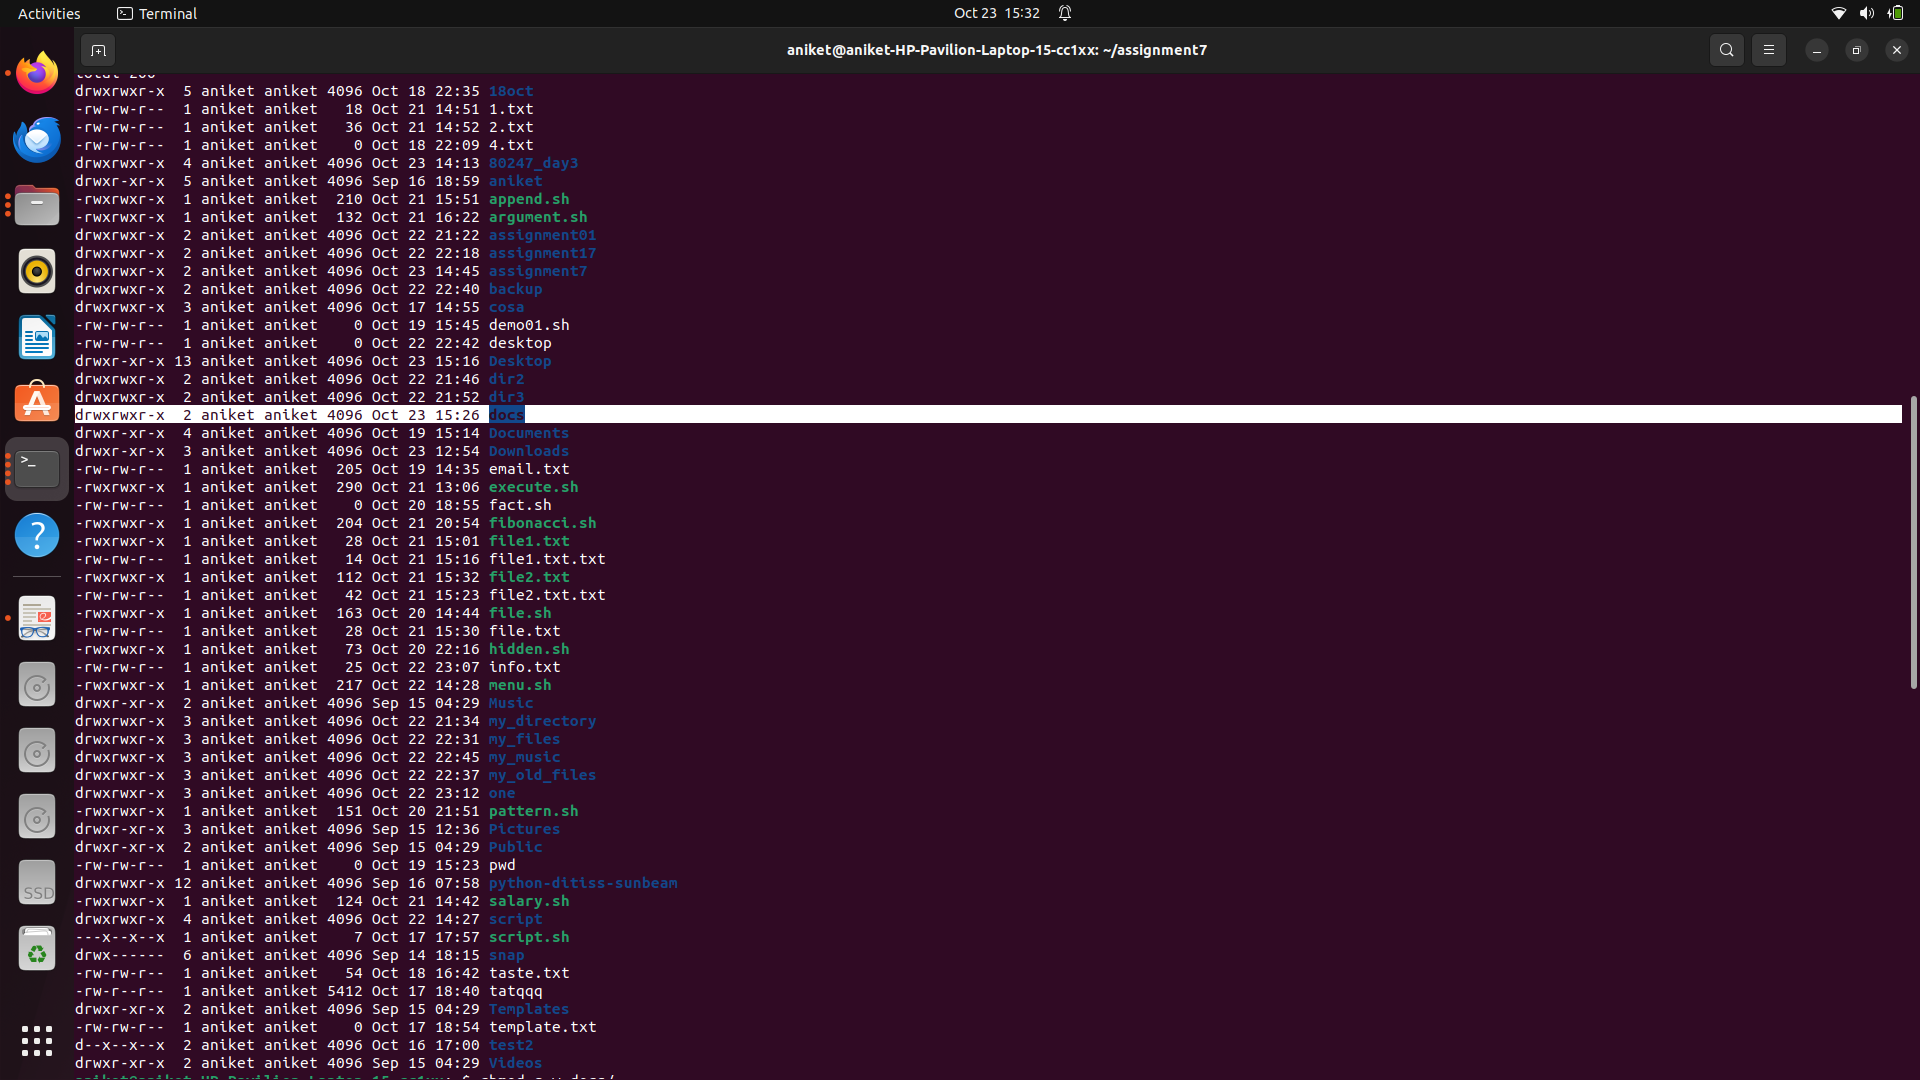 Activities
Terminal
Oct 23 15:32
aniket@aniket-HP-Pavilion-Laptop-15-cc1xx: ~/assignment7
drwxrwxr-x  5 aniket aniket 4096 Oct 18 22:35 18oct
-rw-rw-r--  1 aniket aniket   18 Oct 21 14:51 1.txt
-rw-rw-r--  1 aniket aniket   36 Oct 21 14:52 2.txt
-rw-rw-r--  1 aniket aniket    0 Oct 18 22:09 4.txt
drwxrwxr-x  4 aniket aniket 4096 Oct 23 14:13 80247_day3
drwxr-xr-x  5 aniket aniket 4096 Sep 16 18:59 aniket
-rwxrwxr-x  1 aniket aniket  210 Oct 21 15:51 append.sh
-rwxrwxr-x  1 aniket aniket  132 Oct 21 16:22 argument.sh
drwxrwxr-x  2 aniket aniket 4096 Oct 22 21:22 assignment01
drwxrwxr-x  2 aniket aniket 4096 Oct 22 22:18 assignment17
drwxrwxr-x  2 aniket aniket 4096 Oct 23 14:45 assignment7
drwxrwxr-x  2 aniket aniket 4096 Oct 22 22:40 backup
drwxrwxr-x  3 aniket aniket 4096 Oct 17 14:55 cosa
-rw-rw-r--  1 aniket aniket    0 Oct 19 15:45 demo01.sh
-rw-rw-r--  1 aniket aniket    0 Oct 22 22:42 desktop
drwxr-xr-x 13 aniket aniket 4096 Oct 23 15:16 Desktop
drwxrwxr-x  2 aniket aniket 4096 Oct 22 21:46 dir2
drwxrwxr-x  2 aniket aniket 4096 Oct 22 21:52 dir3
drwxrwxr-x  2 aniket aniket 4096 Oct 23 15:26 docs
drwxr-xr-x  4 aniket aniket 4096 Oct 19 15:14 Documents
drwxr-xr-x  3 aniket aniket 4096 Oct 23 12:54 Downloads
-rw-rw-r--  1 aniket aniket  205 Oct 19 14:35 email.txt
-rwxrwxr-x  1 aniket aniket  290 Oct 21 13:06 execute.sh
-rw-rw-r--  1 aniket aniket    0 Oct 20 18:55 fact.sh
-rwxrwxr-x  1 aniket aniket  204 Oct 21 20:54 fibonacci.sh
-rwxrwxr-x  1 aniket aniket   28 Oct 21 15:01 file1.txt
-rw-rw-r--  1 aniket aniket   14 Oct 21 15:16 file1.txt.txt
-rwxrwxr-x  1 aniket aniket  112 Oct 21 15:32 file2.txt
-rw-rw-r--  1 aniket aniket   42 Oct 21 15:23 file2.txt.txt
-rwxrwxr-x  1 aniket aniket  163 Oct 20 14:44 file.sh
-rw-rw-r--  1 aniket aniket   28 Oct 21 15:30 file.txt
-rwxrwxr-x  1 aniket aniket   73 Oct 20 22:16 hidden.sh
-rw-rw-r--  1 aniket aniket   25 Oct 22 23:07 info.txt
-rwxrwxr-x  1 aniket aniket  217 Oct 22 14:28 menu.sh
drwxr-xr-x  2 aniket aniket 4096 Sep 15 04:29 Music
drwxrwxr-x  3 aniket aniket 4096 Oct 22 21:34 my_directory
drwxrwxr-x  3 aniket aniket 4096 Oct 22 22:31 my_files
drwxrwxr-x  3 aniket aniket 4096 Oct 22 22:45 my_music
drwxrwxr-x  3 aniket aniket 4096 Oct 22 22:37 my_old_files
drwxrwxr-x  3 aniket aniket 4096 Oct 22 23:12 one
-rwxrwxr-x  1 aniket aniket  151 Oct 20 21:51 pattern.sh
drwxr-xr-x  3 aniket aniket 4096 Sep 15 12:36 Pictures
drwxr-xr-x  2 aniket aniket 4096 Sep 15 04:29 Public
-rw-rw-r--  1 aniket aniket    0 Oct 19 15:23 pwd
drwxrwxr-x 12 aniket aniket 4096 Sep 16 07:58 python-ditiss-sunbeam
-rwxrwxr-x  1 aniket aniket  124 Oct 21 14:42 salary.sh
drwxrwxr-x  4 aniket aniket 4096 Oct 22 14:27 script
---x--x--x  1 aniket aniket    7 Oct 17 17:57 script.sh
drwx------  6 aniket aniket 4096 Sep 14 18:15 snap
-rw-rw-r--  1 aniket aniket   54 Oct 18 16:42 taste.txt
-rw-r--r--  1 aniket aniket 5412 Oct 17 18:40 tatqqq
drwxr-xr-x  2 aniket aniket 4096 Sep 15 04:29 Templates
-rw-rw-r--  1 aniket aniket    0 Oct 17 18:54 template.txt
d--x--x--x  2 aniket aniket 4096 Oct 16 17:00 test2
drwxr-xr-x  2 aniket aniket 4096 Sep 15 04:29 Videos
SSD